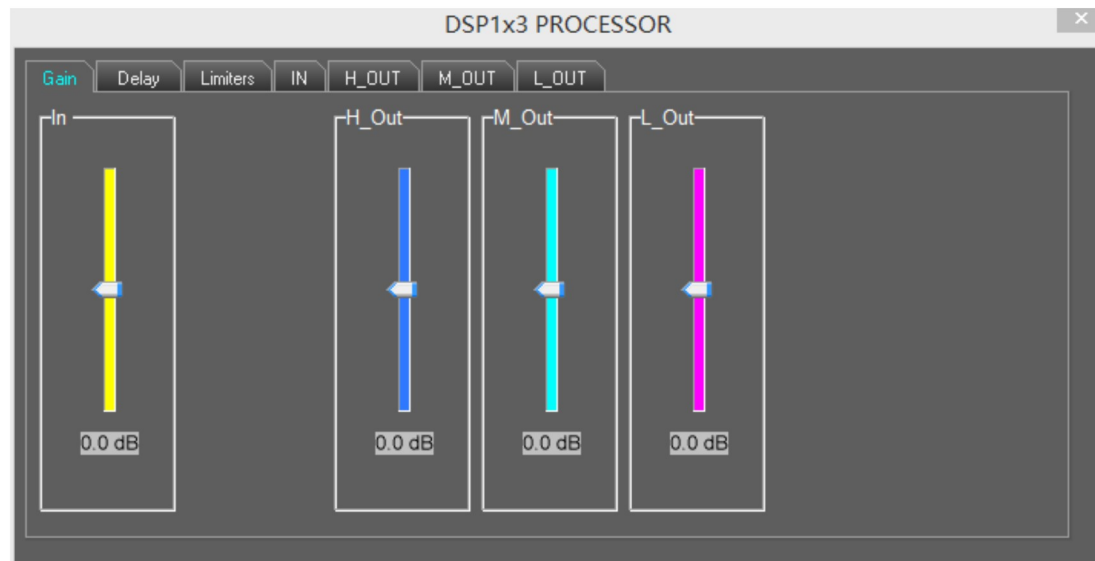 DSP1x3 PROCESSOR
Gain Delay Limiters IN H_OUT M_OUT L_OUT
In H_Out M_Out L_Out
0.0 dB 0.0 dB 0.0 dB 0.0 dB